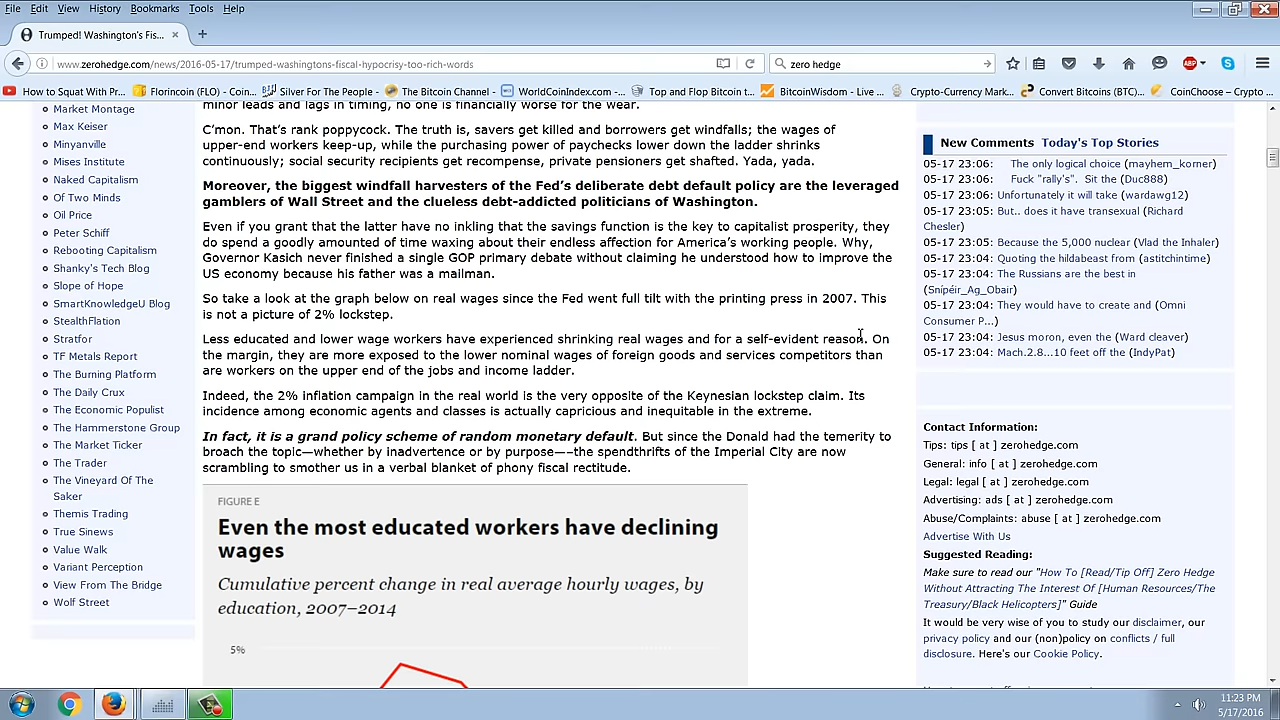 File Edit View History Bookmarks Tools Help
Trumped! Washington's Fis...
www.zerohedge.com/news/2016-05-17/trumped-washingtons-fiscal-hypocrisy-too-rich-words
zero hedge
How to Squat With Pr...
Florincoin (FLO) - Coin...
Silver For The People - ...
The Bitcoin Channel - ...
WorldCoinIndex.com -...
Top and Flop Bitcoin t...
BitcoinWisdom - Live ...
Crypto-Currency Mark...
Convert Bitcoins (BTC)...
CoinChoose – Crypto ...
Market Montage
Max Keiser
Minyanville
Mises Institute
Naked Capitalism
Of Two Minds
Oil Price
Peter Schiff
Rebooting Capitalism
Shanky's Tech Blog
Slope of Hope
SmartKnowledgeU Blog
StealthFlation
Stratfor
TF Metals Report
The Burning Platform
The Daily Crux
The Economic Populist
The Hammerstone Group
The Market Ticker
The Trader
The Vineyard Of The
Saker
Themis Trading
True Sinews
Value Walk
Variant Perception
View From The Bridge
Wolf Street
minor leads and lags in timing, no one is financially worse for the wear.
C'mon. That's rank poppycock. The truth is, savers get killed and borrowers get windfalls; the wages of
upper-end workers keep-up, while the purchasing power of paychecks lower down the ladder shrinks
continuously; social security recipients get recompense, private pensioners get shafted. Yada, yada.
Moreover, the biggest windfall harvesters of the Fed's deliberate debt default policy are the leveraged
gamblers of Wall Street and the clueless debt-addicted politicians of Washington.
Even if you grant that the latter have no inkling that the savings function is the key to capitalist prosperity, they
do spend a goodly amounted of time waxing about their endless affection for America's working people. Why,
Governor Kasich never finished a single GOP primary debate without claiming he understood how to improve the
US economy because his father was a mailman.
So take a look at the graph below on real wages since the Fed went full tilt with the printing press in 2007. This
is not a picture of 2% lockstep.
Less educated and lower wage workers have experienced shrinking real wages and for a self-evident reason. On
the margin, they are more exposed to the lower nominal wages of foreign goods and services competitors than
are workers on the upper end of the jobs and income ladder.
Indeed, the 2% inflation campaign in the real world is the very opposite of the Keynesian lockstep claim. Its
incidence among economic agents and classes is actually capricious and inequitable in the extreme.
In fact, it is a grand policy scheme of random monetary default. But since the Donald had the temerity to
broach the topic—whether by inadvertence or by purpose—–the spendthrifts of the Imperial City are now
scrambling to smother us in a verbal blanket of phony fiscal rectitude.
FIGURE E
Even the most educated workers have declining
wages
Cumulative percent change in real average hourly wages, by
education, 2007–2014
5%
New Comments Today's Top Stories
05-17 23:06: The only logical choice (mayhem_korner)
05-17 23:06: Fuck "rally's". Sit the (Duc888)
05-17 23:06: Unfortunately it will take (wardawg12)
05-17 23:05: But.. does it have transexual (Richard
Chesler)
05-17 23:05: Because the 5,000 nuclear (Vlad the Inhaler)
05-17 23:04: Quoting the hildabeast from (astitchintime)
05-17 23:04: The Russians are the best in
(Snípéir_Ag_Obair)
05-17 23:04: They would have to create and (Omni
Consumer P...)
05-17 23:04: Jesus moron, even the (Ward cleaver)
05-17 23:04: Mach.2.8...10 feet off the (IndyPat)
Contact Information:
Tips: tips [ at ] zerohedge.com
General: info [ at ] zerohedge.com
Legal: legal [ at ] zerohedge.com
Advertising: ads [ at ] zerohedge.com
Abuse/Complaints: abuse [ at ] zerohedge.com
Advertise With Us
Suggested Reading:
Make sure to read our "How To [Read/Tip Off] Zero Hedge
Without Attracting The Interest Of [Human Resources/The
Treasury/Black Helicopters]" Guide
It would be very wise of you to study our disclaimer, our
privacy policy and our (non)policy on conflicts / full
disclosure. Here's our Cookie Policy.
11:23 PM
5/17/2016